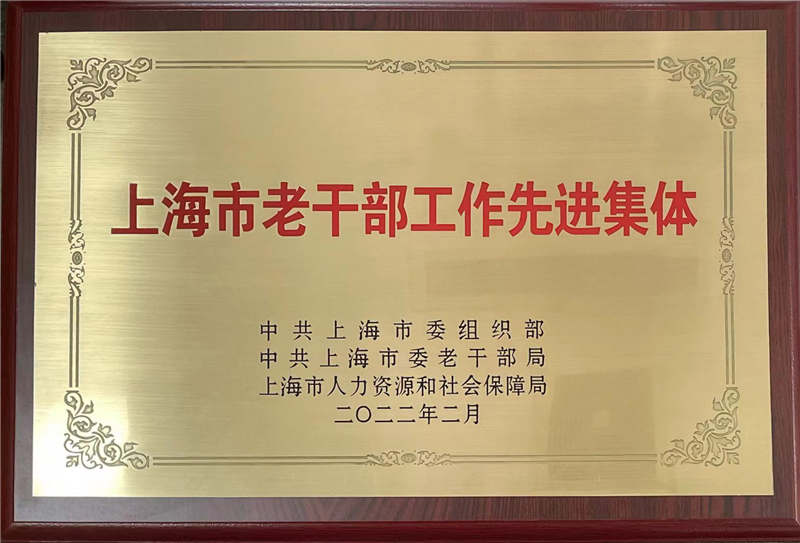 上海市老干部工作先进集体
中共上海市委组织部
中共上海市委老干部局
上海市人力资源和社会保障局
二〇二二年二月